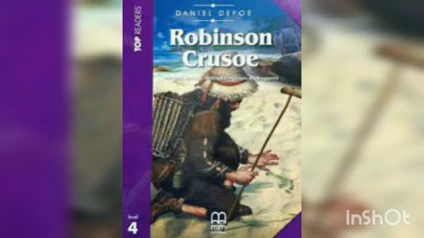 DANIEL DEFOE
Robinson
Crusoe
TOP READERS
level
4
mm
InShOt